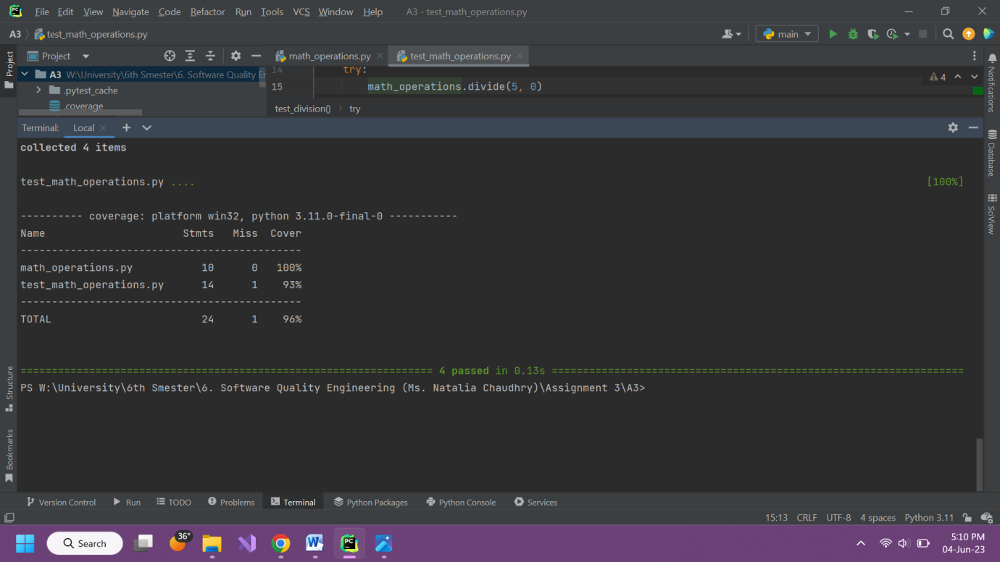 PC File Edit View Navigate Code Refactor Run Tools VCS Window Help A3 - test_math_operations.py
A3 test_math_operations.py main
Project math_operations.py test_math_operations.py
A3 W:\University\6th Smester\6. Software Quality En
.pytest_cache
.coverage
14 try:
15 math_operations.divide(5, 0)
4
test_division() try
Terminal: Local
collected 4 items
test_math_operations.py .... [100%]
---------- coverage: platform win32, python 3.11.0-final-0 -----------
Name Stmts Miss Cover
---------------------------------------------
math_operations.py 10 0 100%
test_math_operations.py 14 1 93%
---------------------------------------------
TOTAL 24 1 96%
================================================================== 4 passed in 0.13s ==================================================================
PS W:\University\6th Smester\6. Software Quality Engineering (Ms. Natalia Chaudhry)\Assignment 3\A3>
Project
Structure
Bookmarks
Notifications
Database
SciView
Version Control Run TODO Problems Terminal Python Packages Python Console Services
15:13 CRLF UTF-8 4 spaces Python 3.11
Search 36° W PC 5:10 PM
04-Jun-23